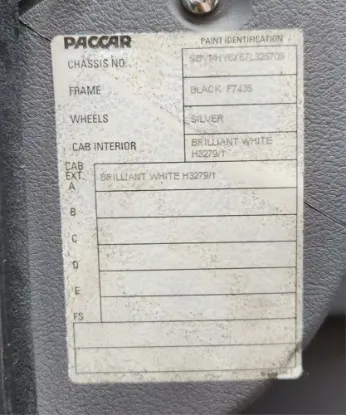 PACCAR PAINT IDENTIFICATION
CHASSIS NO.
FRAME BLACK F7435
WHEELS SILVER
CAB INTERIOR BRILLIANT WHITE H3279/1
CAB EXT.
A BRILLIANT WHITE H3279/1
B
C
D
E
FS